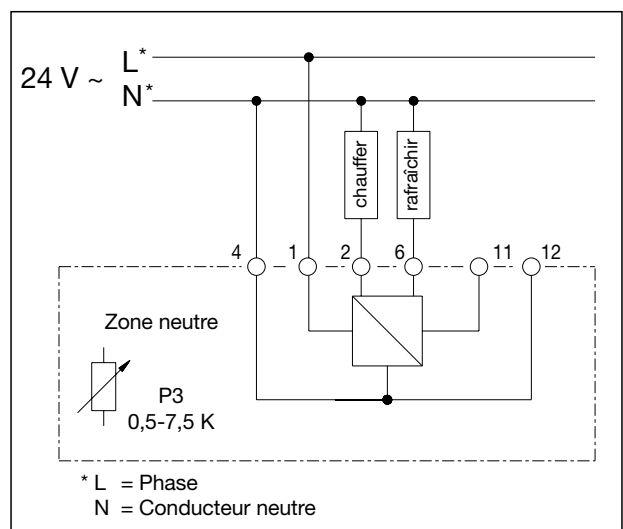 24 V ~ L*
N*
chauffer
rafraîchir
4 1 2 6 11 12
Zone neutre
P3
0,5-7,5 K
* L = Phase
N = Conducteur neutre